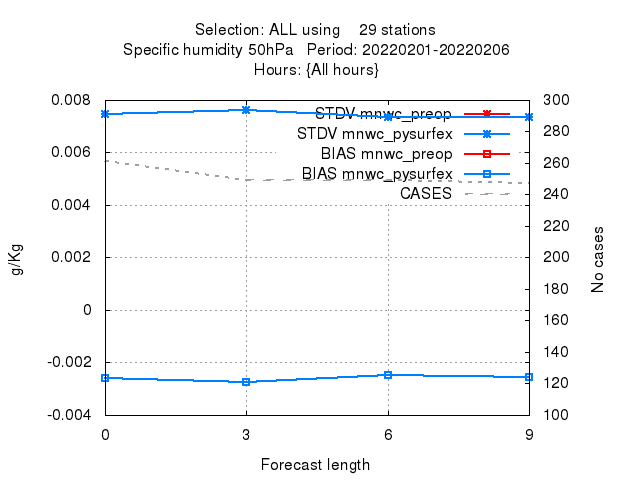 Selection: ALL using    29 stations
Specific humidity 50hPa   Period: 20220201-20220206
Hours: {All hours}
0.008
0.006
0.004
0.002
0
-0.002
-0.004
g/Kg
STDV mnwc_preop
STDV mnwc_pysurfex
BIAS mnwc_preop
BIAS mnwc_pysurfex
CASES
300
280
260
240
220
200
180
160
140
120
100
No cases
0 3 6 9
Forecast length